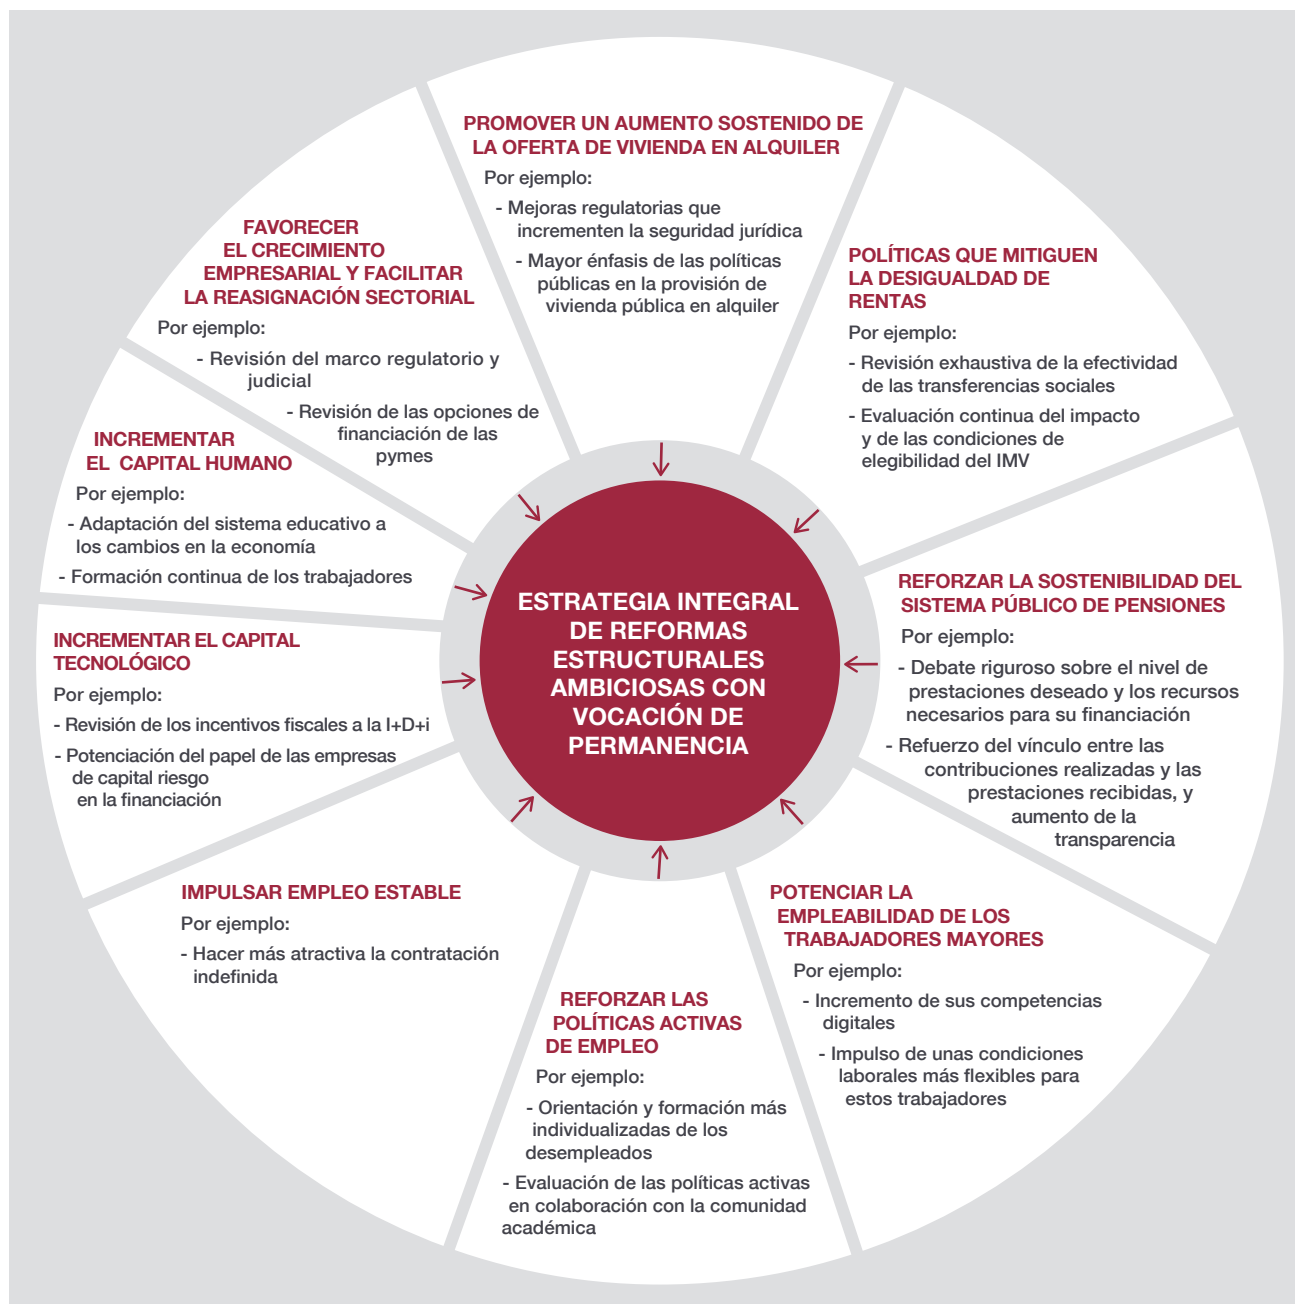 PROMOVER UN AUMENTO SOSTENIDO DE
LA OFERTA DE VIVIENDA EN ALQUILER
Por ejemplo:
- Mejoras regulatorias que
incrementen la seguridad jurídica
- Mayor énfasis de las políticas
públicas en la provisión de
vivienda pública en alquiler
POLÍTICAS QUE MITIGUEN
LA DESIGUALDAD DE
RENTAS
Por ejemplo:
- Revisión exhaustiva de la efectividad
de las transferencias sociales
- Evaluación continua del impacto
y de las condiciones de
elegibilidad del IMV
REFORZAR LA SOSTENIBILIDAD DEL
SISTEMA PÚBLICO DE PENSIONES
Por ejemplo:
- Debate riguroso sobre el nivel de
prestaciones deseado y los recursos
necesarios para su financiación
- Refuerzo del vínculo entre las
contribuciones realizadas y las
prestaciones recibidas, y
aumento de la
transparencia
POTENCIAR LA
EMPLEABILIDAD DE LOS
TRABAJADORES MAYORES
Por ejemplo:
- Incremento de sus competencias
digitales
- Impulso de unas condiciones
laborales más flexibles para
estos trabajadores
REFORZAR LAS
POLÍTICAS ACTIVAS
DE EMPLEO
Por ejemplo:
- Orientación y formación más
individualizadas de los
desempleados
- Evaluación de las políticas activas
en colaboración con la comunidad
académica
IMPULSAR EMPLEO ESTABLE
Por ejemplo:
- Hacer más atractiva la contratación
indefinida
INCREMENTAR EL CAPITAL
TECNOLÓGICO
Por ejemplo:
- Revisión de los incentivos fiscales a la I+D+i
- Potenciación del papel de las empresas
de capital riesgo
en la financiación
INCREMENTAR
EL CAPITAL HUMANO
Por ejemplo:
- Adaptación del sistema educativo a
los cambios en la economía
- Formación continua de los trabajadores
FAVORECER
EL CRECIMIENTO
EMPRESARIAL Y FACILITAR
LA REASIGNACIÓN SECTORIAL
Por ejemplo:
- Revisión del marco regulatorio y
judicial
- Revisión de las opciones de
financiación de las
pymes
ESTRATEGIA INTEGRAL
DE REFORMAS
ESTRUCTURALES
AMBICIOSAS CON
VOCACIÓN DE
PERMANENCIA